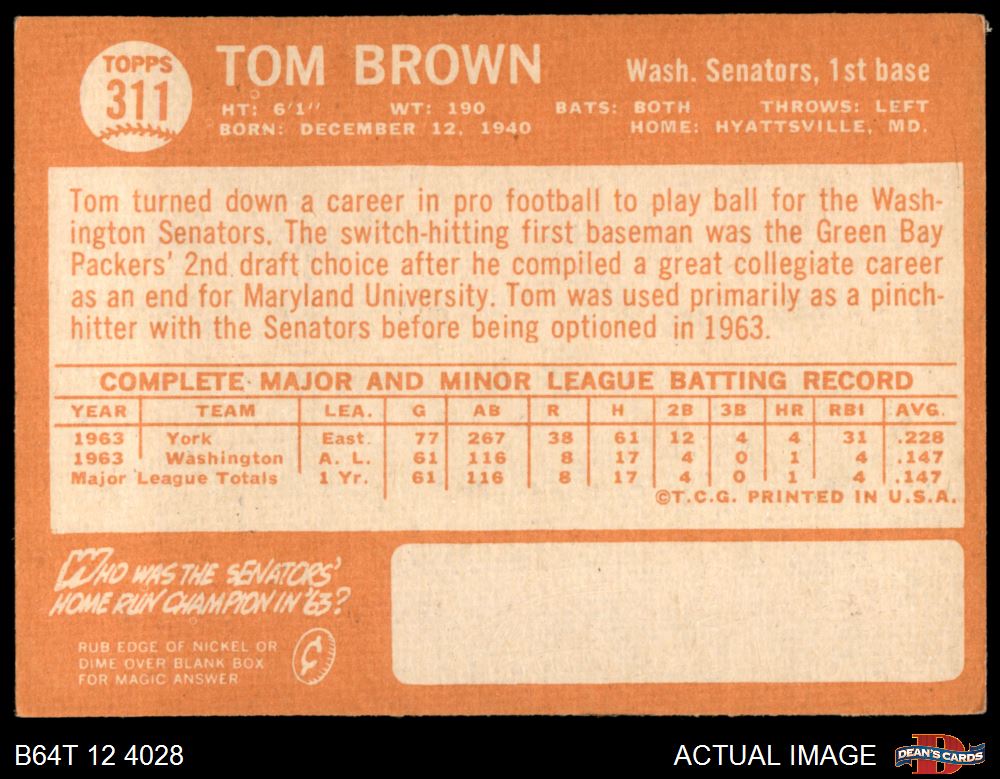 TOPPS
311
TOM BROWN
Wash. Senators, 1st base
HT: 6'1" WT: 190 BATS: BOTH THROWS: LEFT
BORN: DECEMBER 12, 1940 HOME: HYATTSVILLE, MD.
Tom turned down a career in pro football to play ball for the Wash-
ington Senators. The switch-hitting first baseman was the Green Bay
Packers' 2nd draft choice after he compiled a great collegiate career
as an end for Maryland University. Tom was used primarily as a pinch-
hitter with the Senators before being optioned in 1963.
COMPLETE MAJOR AND MINOR LEAGUE BATTING RECORD
YEAR TEAM LEA. G AB R H 2B 3B HR RBI AVG.
1963 York East. 77 267 38 61 12 4 4 31 .228
1963 Washington A. L. 61 116 8 17 4 0 1 4 .147
Major League Totals 1 Yr. 61 116 8 17 4 0 1 4 .147
©T.C.G. PRINTED IN U.S.A.
WHO WAS THE SENATORS'
HOME RUN CHAMPION IN '63?
RUB EDGE OF NICKEL OR
DIME OVER BLANK BOX
FOR MAGIC ANSWER
¢
B64T 12 4028
ACTUAL IMAGE
D
DEAN'S CARDS